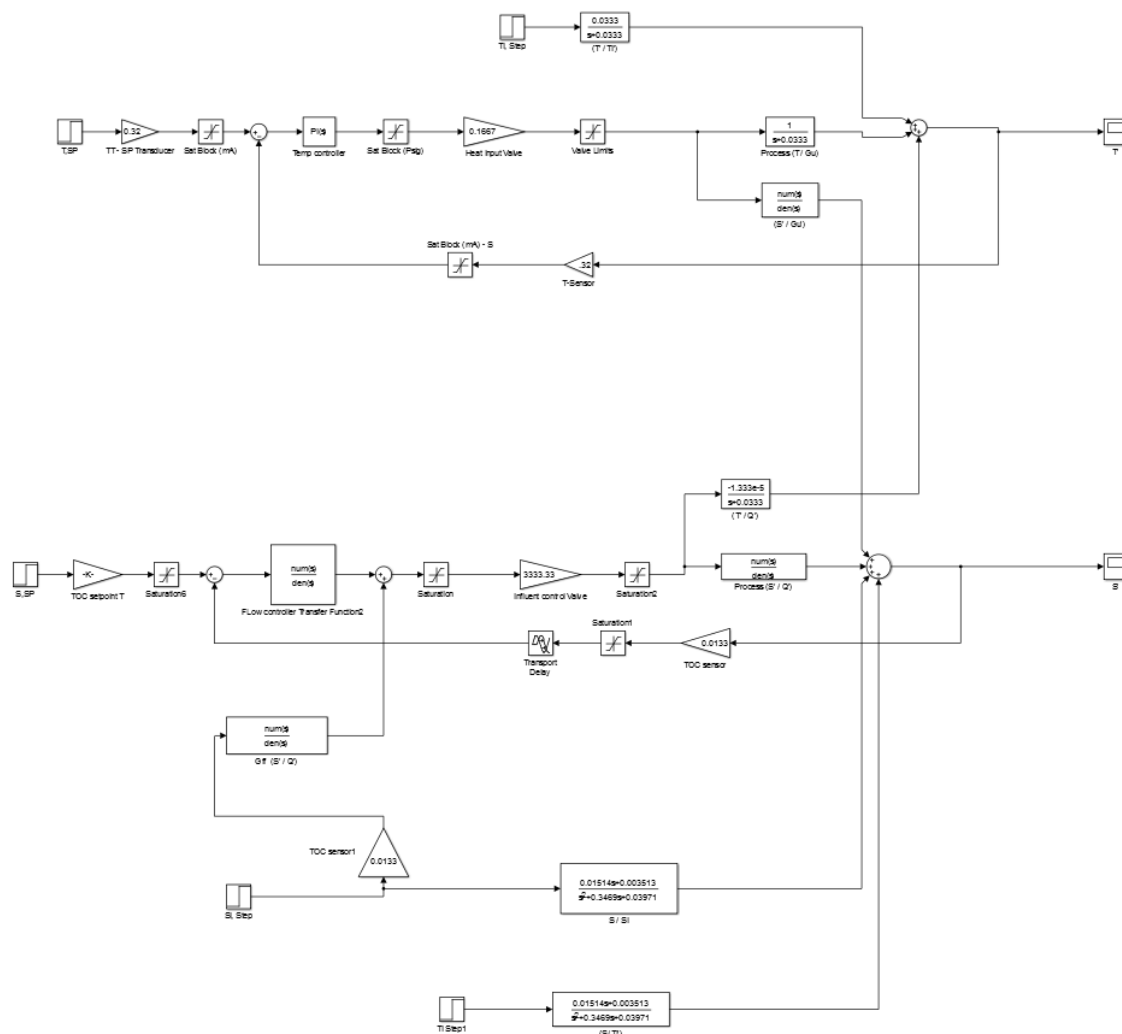 TI, Step
0.0333
s+0.0333
(T' / TI')
T,SP
0.32
TT- SP Transducer
Sat Block (mA)
PI(s)
Temp controller
Sat Block (Psig)
0.1667
Heat Input Valve
Valve Limits
1
s+0.0333
Process (T/ Gu)
T'
num(s)
den(s)
(S' / Gu)
Sat Block (mA) - S
.32
T-Sensor
-1.333e-5
s+0.0333
(T' / Q')
S,SP
-K-
TOC setpoint T
Saturation6
num(s)
den(s)
FLow controller Transfer Function2
Saturation
3333.33
Influent control Valve
Saturation2
num(s)
den(s)
Process (S' / Q')
S'
Transport
Delay
Saturation1
0.0133
TOC sensor
num(s)
den(s)
Gff (S' / Q')
TOC sensor1
0.0133
SI, Step
0.01514s+0.003513
s²+0.3469s+0.03971
S / SI
TI Step1
0.01514s+0.003513
s²+0.3469s+0.03971
(S/ TI')